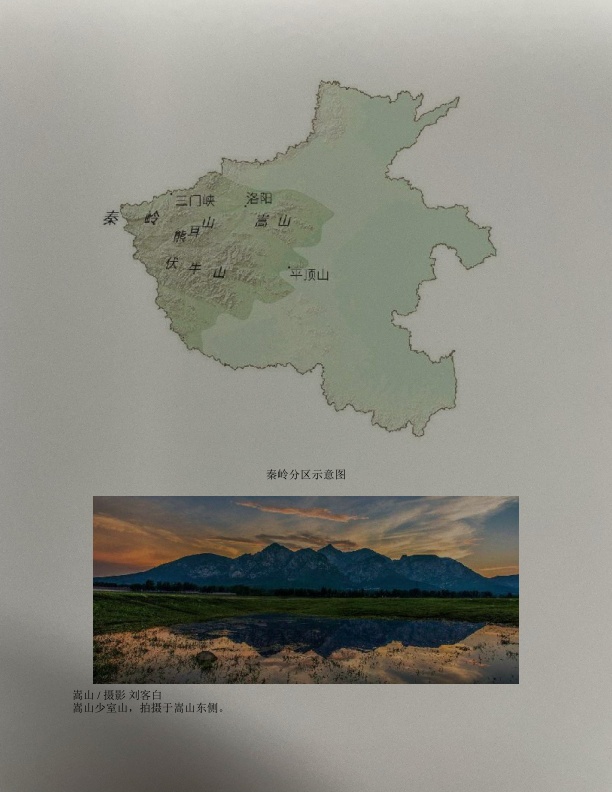 三门峡
洛阳
秦岭
熊耳山
嵩山
伏牛山
平顶山
秦岭分区示意图
嵩山 / 摄影 刘客白
嵩山少室山，拍摄于嵩山东侧。